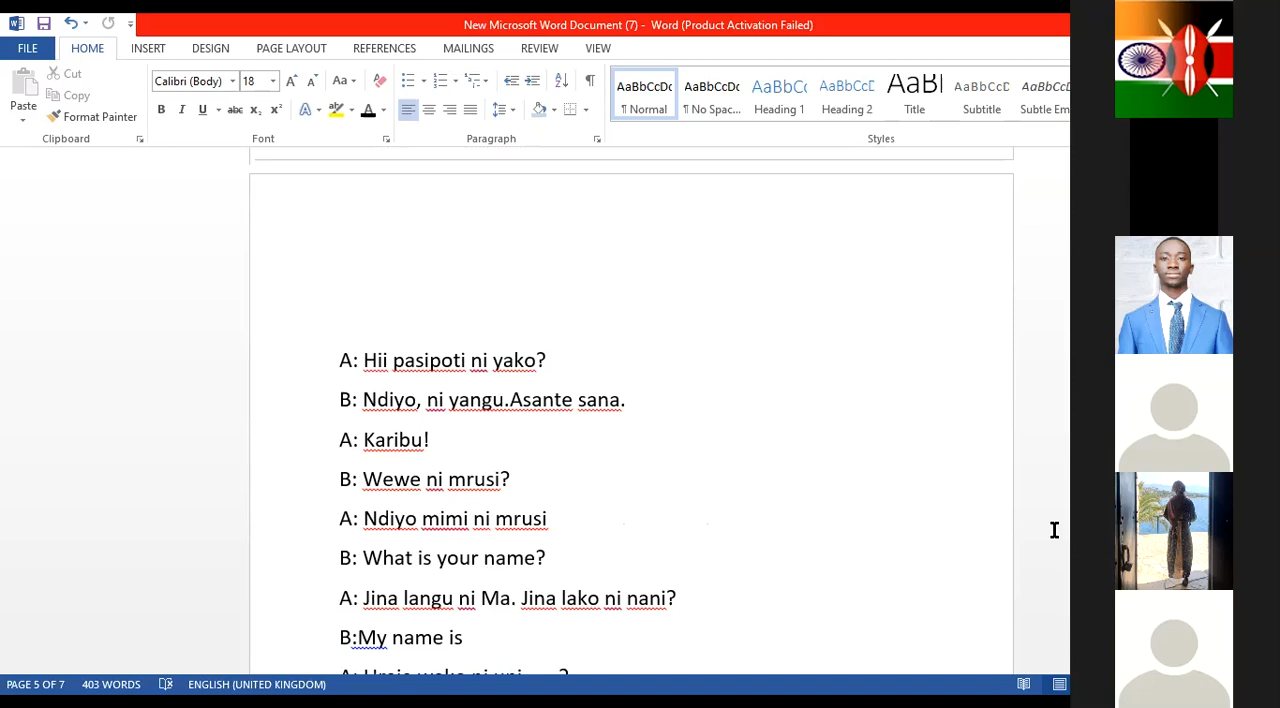 New Microsoft Word Document (7) - Word (Product Activation Failed)
FILE HOME INSERT DESIGN PAGE LAYOUT REFERENCES MAILINGS REVIEW VIEW
Cut
Copy
Format Painter
Paste
Calibri (Body) 18
AaBbCcDc AaBbCcDc AaBbCc AaBbCcD AaBl AaBbCcD AaBbCcDc
¶ Normal ¶ No Spac... Heading 1 Heading 2 Title Subtitle Subtle Em
Clipboard Font Paragraph Styles
A: Hii pasipoti ni yako?
B: Ndiyo, ni yangu.Asante sana.
A: Karibu!
B: Wewe ni mrusi?
A: Ndiyo mimi ni mrusi
B: What is your name?
A: Jina langu ni Ma. Jina lako ni nani?
B:My name is
PAGE 5 OF 7 403 WORDS ENGLISH (UNITED KINGDOM)